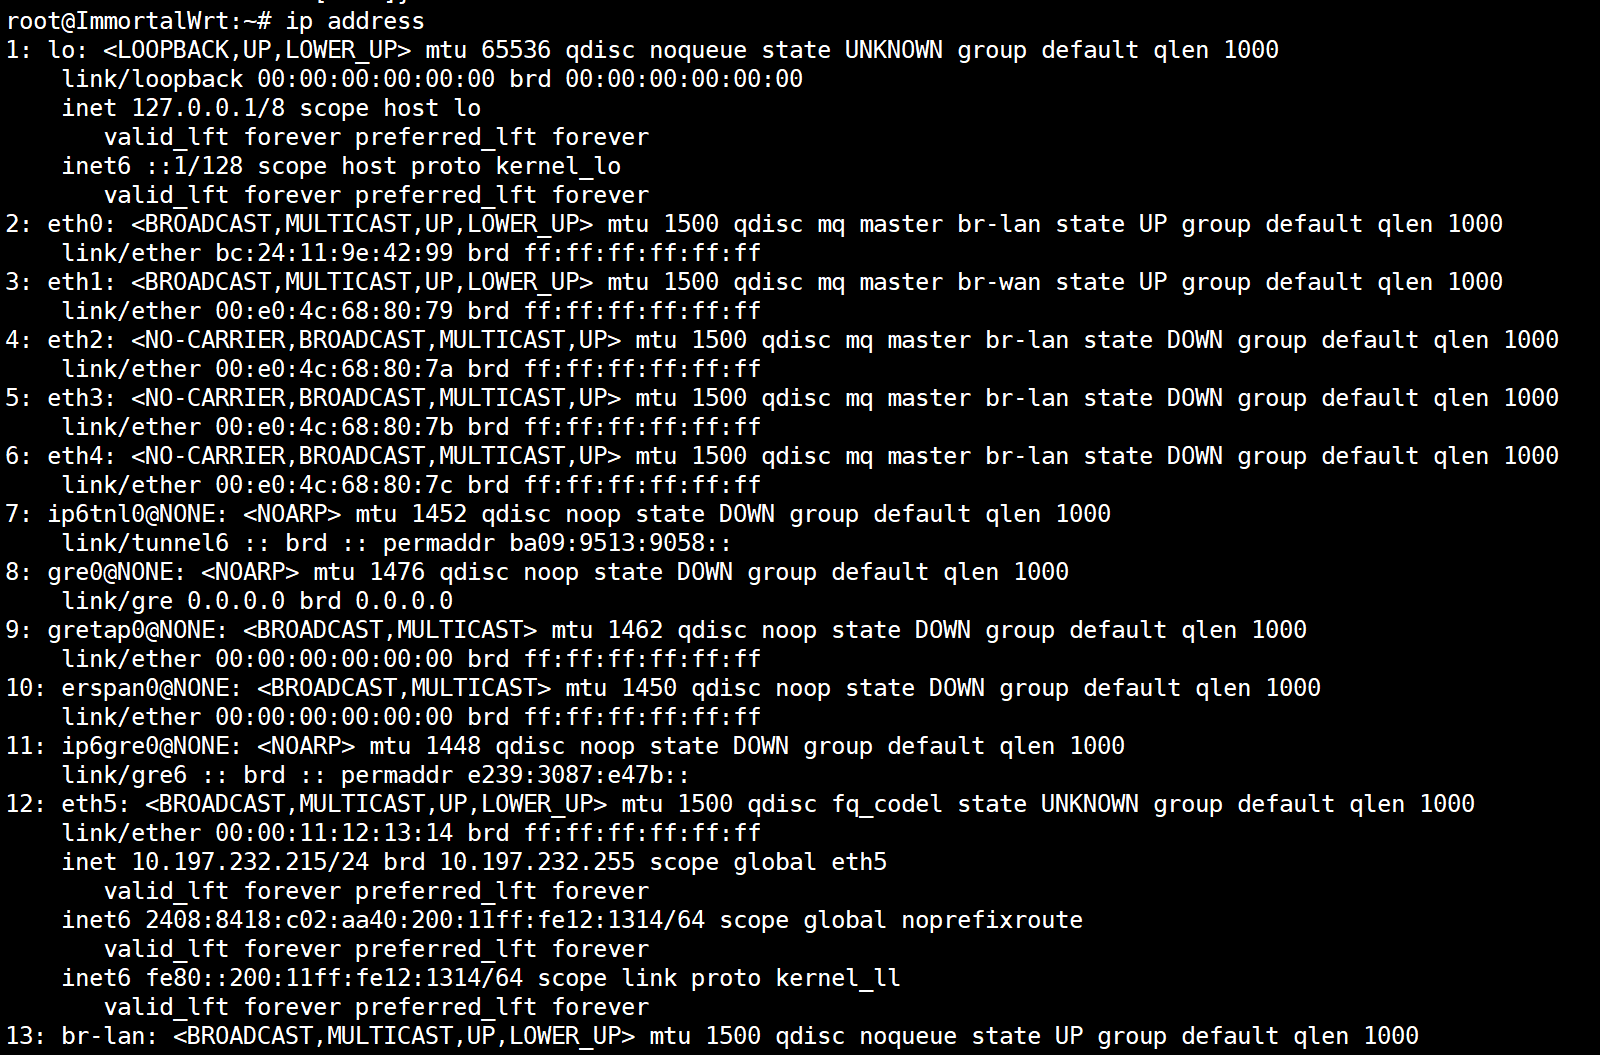 root@ImmortalWrt:~# ip address
1: lo: <LOOPBACK,UP,LOWER_UP> mtu 65536 qdisc noqueue state UNKNOWN group default qlen 1000
    link/loopback 00:00:00:00:00:00 brd 00:00:00:00:00:00
    inet 127.0.0.1/8 scope host lo
       valid_lft forever preferred_lft forever
    inet6 ::1/128 scope host proto kernel_lo
       valid_lft forever preferred_lft forever
2: eth0: <BROADCAST,MULTICAST,UP,LOWER_UP> mtu 1500 qdisc mq master br-lan state UP group default qlen 1000
    link/ether bc:24:11:9e:42:99 brd ff:ff:ff:ff:ff:ff
3: eth1: <BROADCAST,MULTICAST,UP,LOWER_UP> mtu 1500 qdisc mq master br-wan state UP group default qlen 1000
    link/ether 00:e0:4c:68:80:79 brd ff:ff:ff:ff:ff:ff
4: eth2: <NO-CARRIER,BROADCAST,MULTICAST,UP> mtu 1500 qdisc mq master br-lan state DOWN group default qlen 1000
    link/ether 00:e0:4c:68:80:7a brd ff:ff:ff:ff:ff:ff
5: eth3: <NO-CARRIER,BROADCAST,MULTICAST,UP> mtu 1500 qdisc mq master br-lan state DOWN group default qlen 1000
    link/ether 00:e0:4c:68:80:7b brd ff:ff:ff:ff:ff:ff
6: eth4: <NO-CARRIER,BROADCAST,MULTICAST,UP> mtu 1500 qdisc mq master br-lan state DOWN group default qlen 1000
    link/ether 00:e0:4c:68:80:7c brd ff:ff:ff:ff:ff:ff
7: ip6tnl0@NONE: <NOARP> mtu 1452 qdisc noop state DOWN group default qlen 1000
    link/tunnel6 :: brd :: permaddr ba09:9513:9058::
8: gre0@NONE: <NOARP> mtu 1476 qdisc noop state DOWN group default qlen 1000
    link/gre 0.0.0.0 brd 0.0.0.0
9: gretap0@NONE: <BROADCAST,MULTICAST> mtu 1462 qdisc noop state DOWN group default qlen 1000
    link/ether 00:00:00:00:00:00 brd ff:ff:ff:ff:ff:ff
10: erspan0@NONE: <BROADCAST,MULTICAST> mtu 1450 qdisc noop state DOWN group default qlen 1000
    link/ether 00:00:00:00:00:00 brd ff:ff:ff:ff:ff:ff
11: ip6gre0@NONE: <NOARP> mtu 1448 qdisc noop state DOWN group default qlen 1000
    link/gre6 :: brd :: permaddr e239:3087:e47b::
12: eth5: <BROADCAST,MULTICAST,UP,LOWER_UP> mtu 1500 qdisc fq_codel state UNKNOWN group default qlen 1000
    link/ether 00:00:11:12:13:14 brd ff:ff:ff:ff:ff:ff
    inet 10.197.232.215/24 brd 10.197.232.255 scope global eth5
       valid_lft forever preferred_lft forever
    inet6 2408:8418:c02:aa40:200:11ff:fe12:1314/64 scope global noprefixroute
       valid_lft forever preferred_lft forever
    inet6 fe80::200:11ff:fe12:1314/64 scope link proto kernel_ll
       valid_lft forever preferred_lft forever
13: br-lan: <BROADCAST,MULTICAST,UP,LOWER_UP> mtu 1500 qdisc noqueue state UP group default qlen 1000